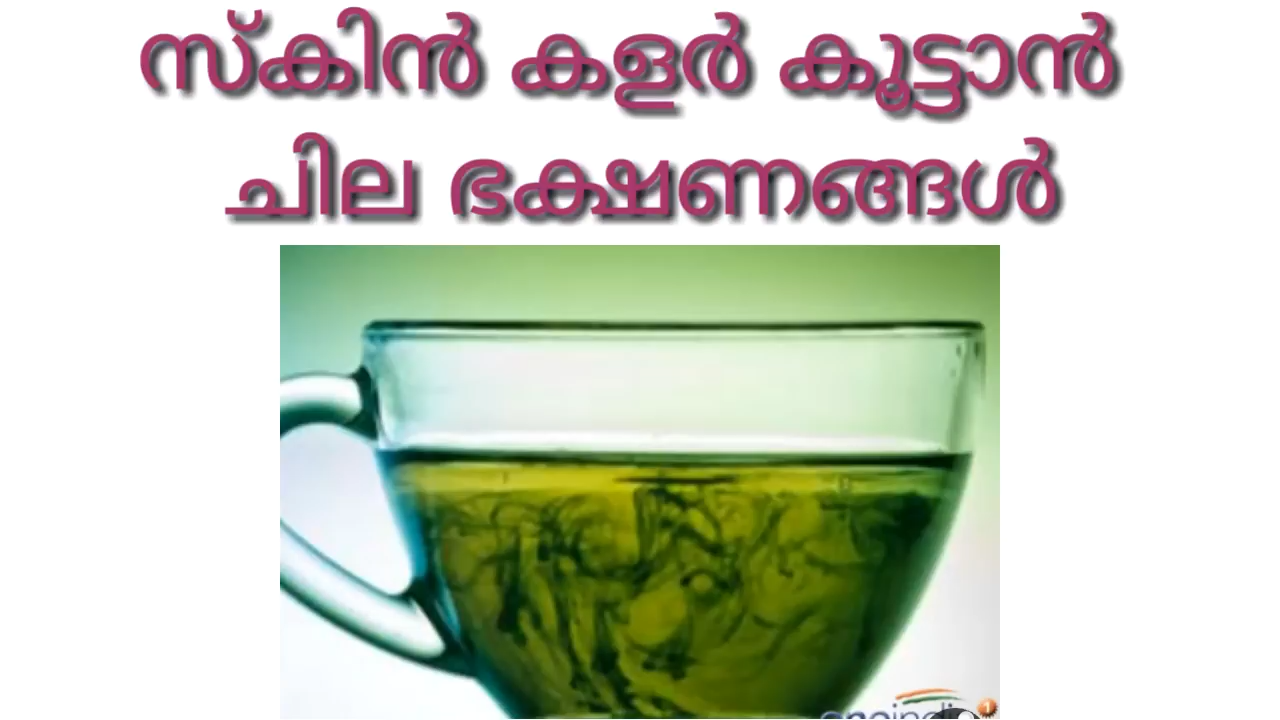 സ്കിൻ കളർ കൂട്ടാൻ
ചില ഭക്ഷണങ്ങൾ